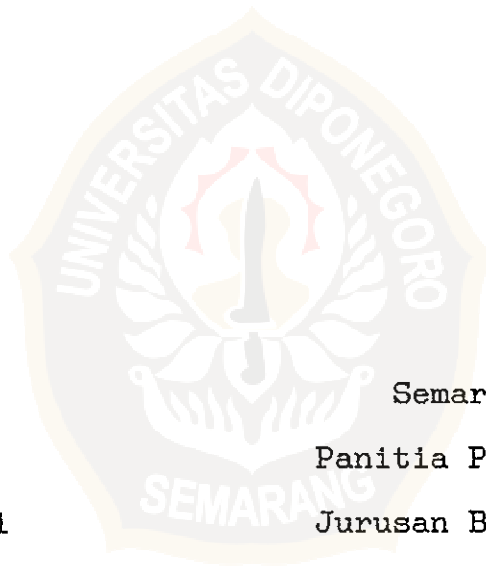 UNIVERSITAS DIPONEGORO
Semar
Panitia P
SEMARANG
i Jurusan B